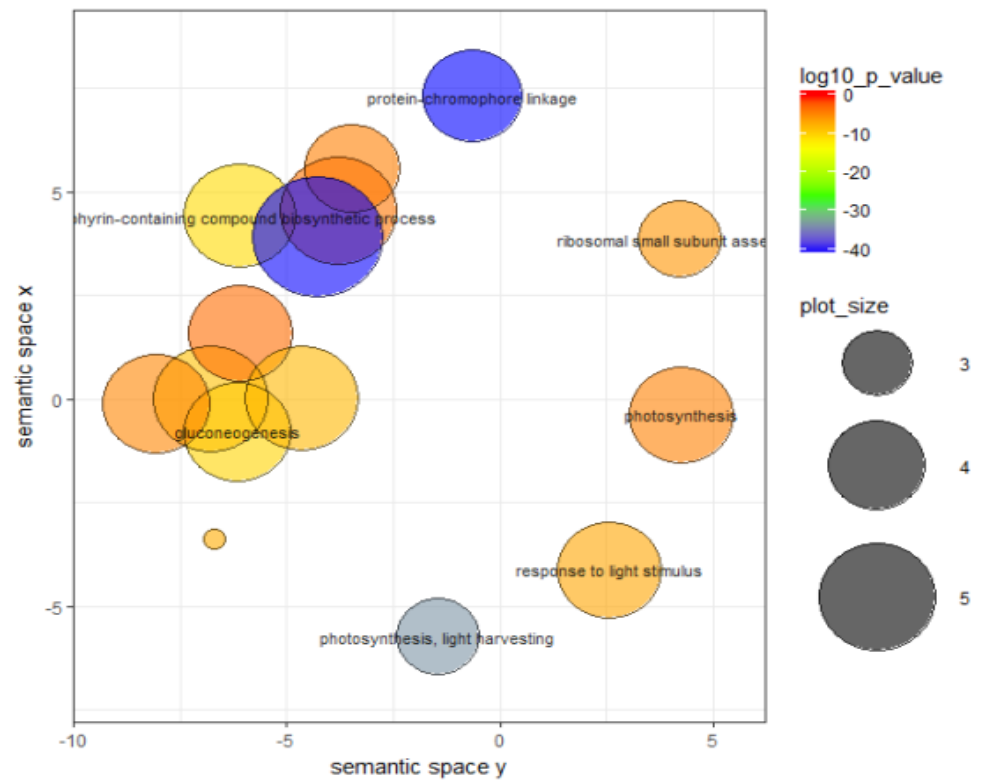 protein-chromophore linkage
hyrin-containing compound biosynthetic process
ribosomal small subunit asse
gluconeogenesis
photosynthesis
response to light stimulus
photosynthesis, light harvesting
5
0
-5
-10
-5
0
5
semantic space x
semantic space y
log10_p_value
0
-10
-20
-30
-40
plot_size
3
4
5